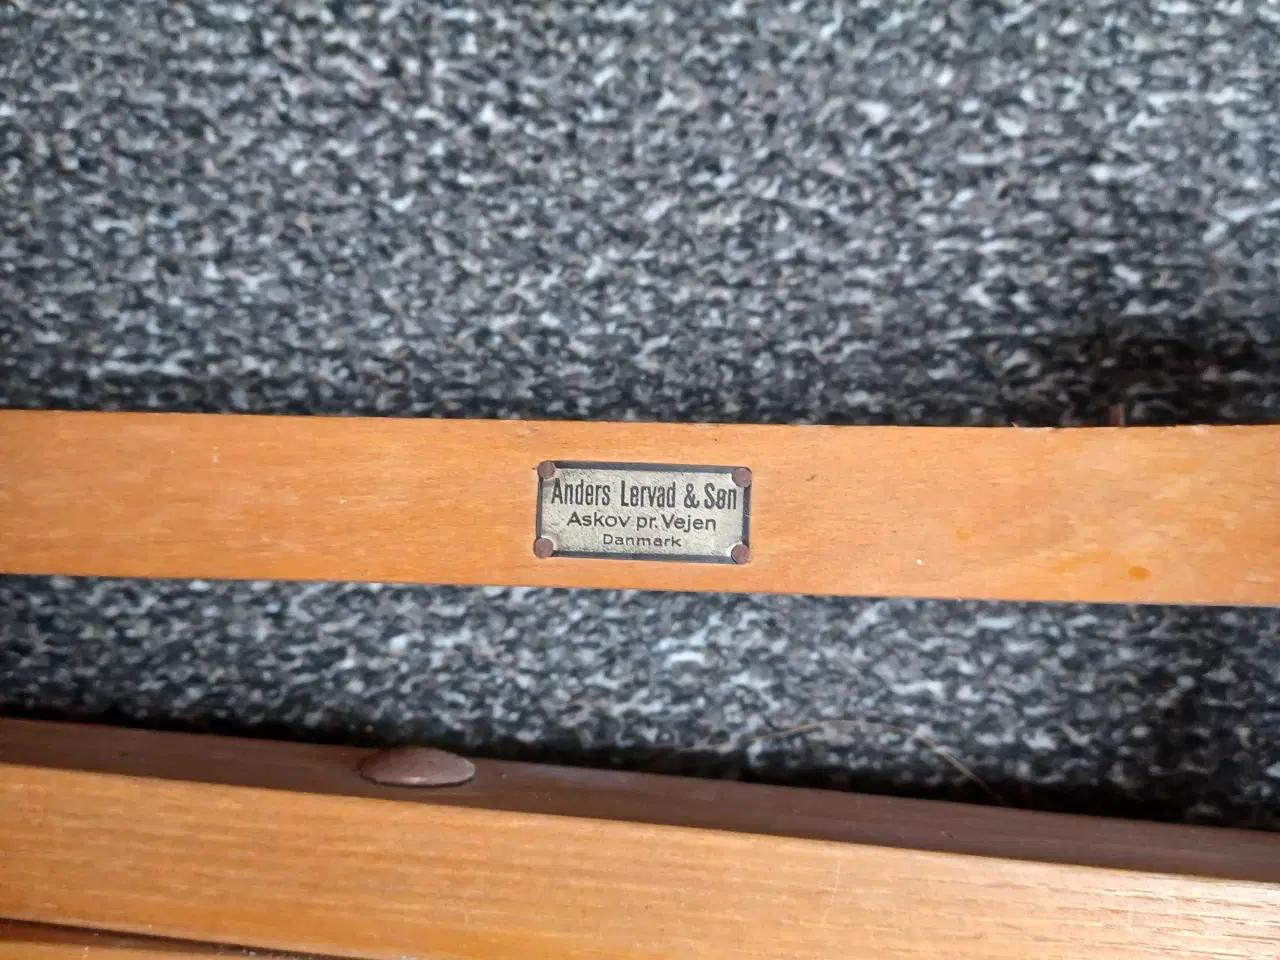 Anders Lervad & Søn
Askov pr. Vejen
Danmark